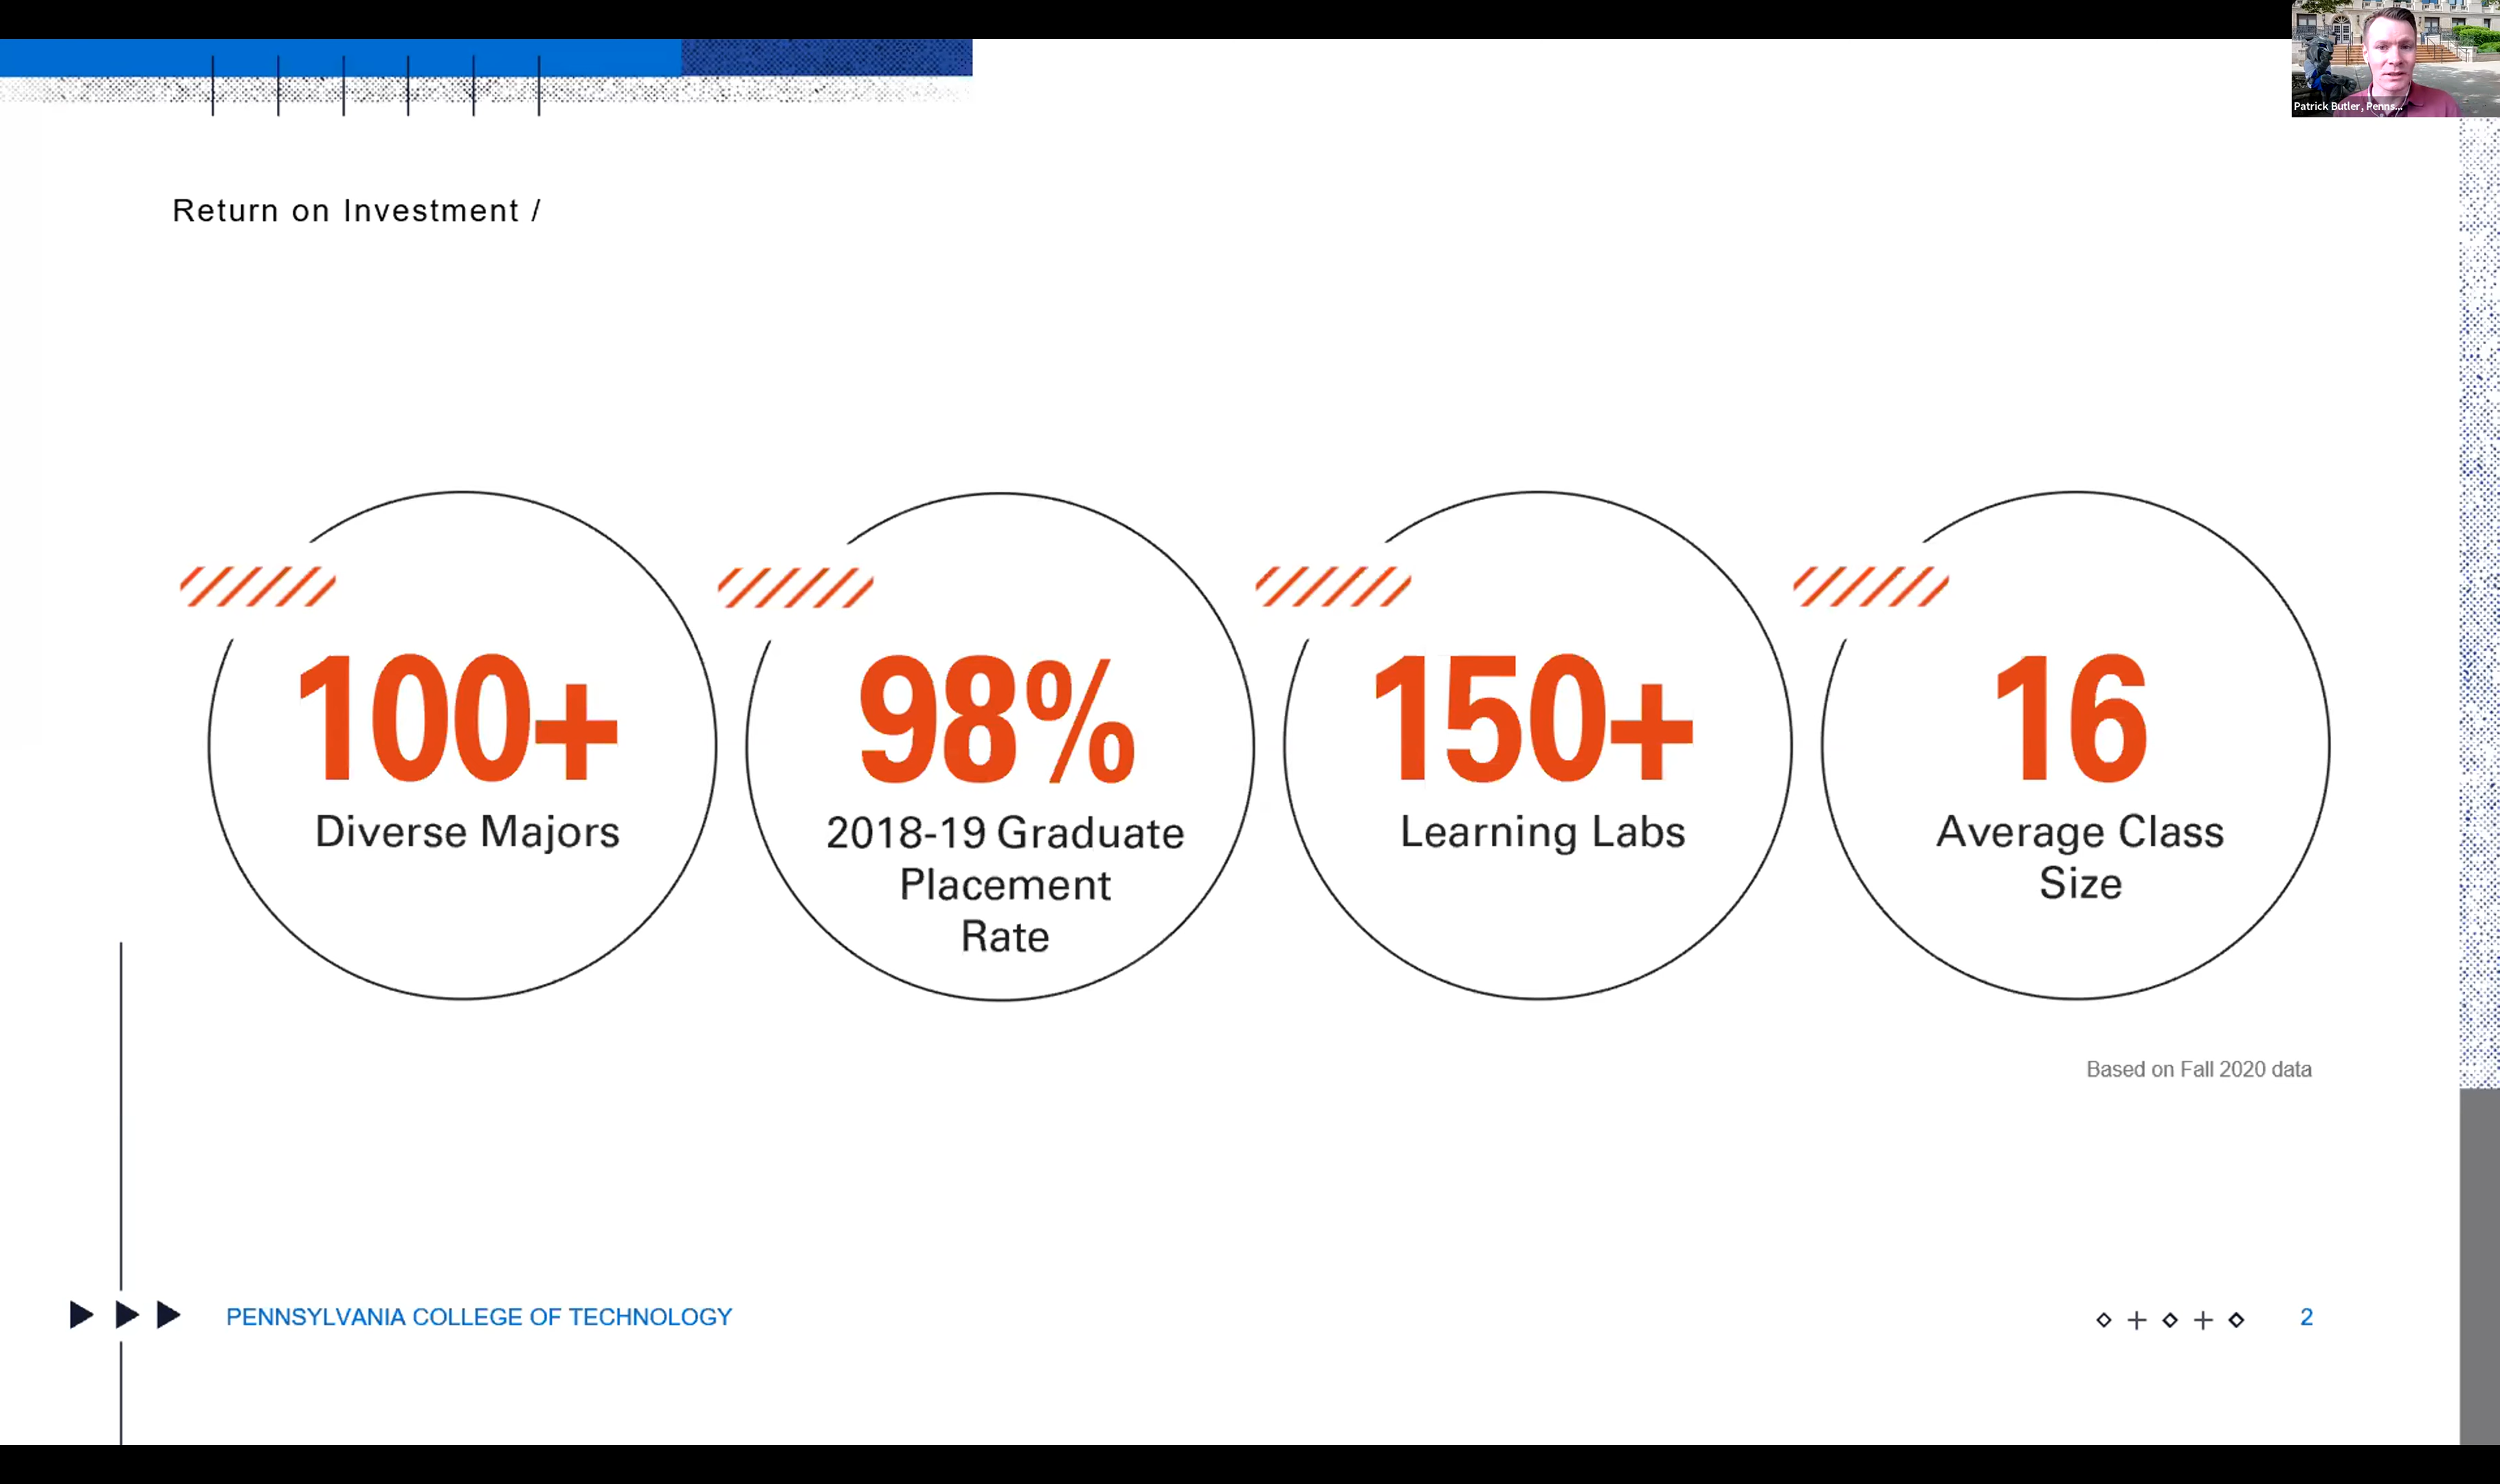 Patrick Butler, Penns...
Return on Investment /
100+
Diverse Majors
98%
2018-19 Graduate
Placement
Rate
150+
Learning Labs
16
Average Class
Size
Based on Fall 2020 data
PENNSYLVANIA COLLEGE OF TECHNOLOGY
2